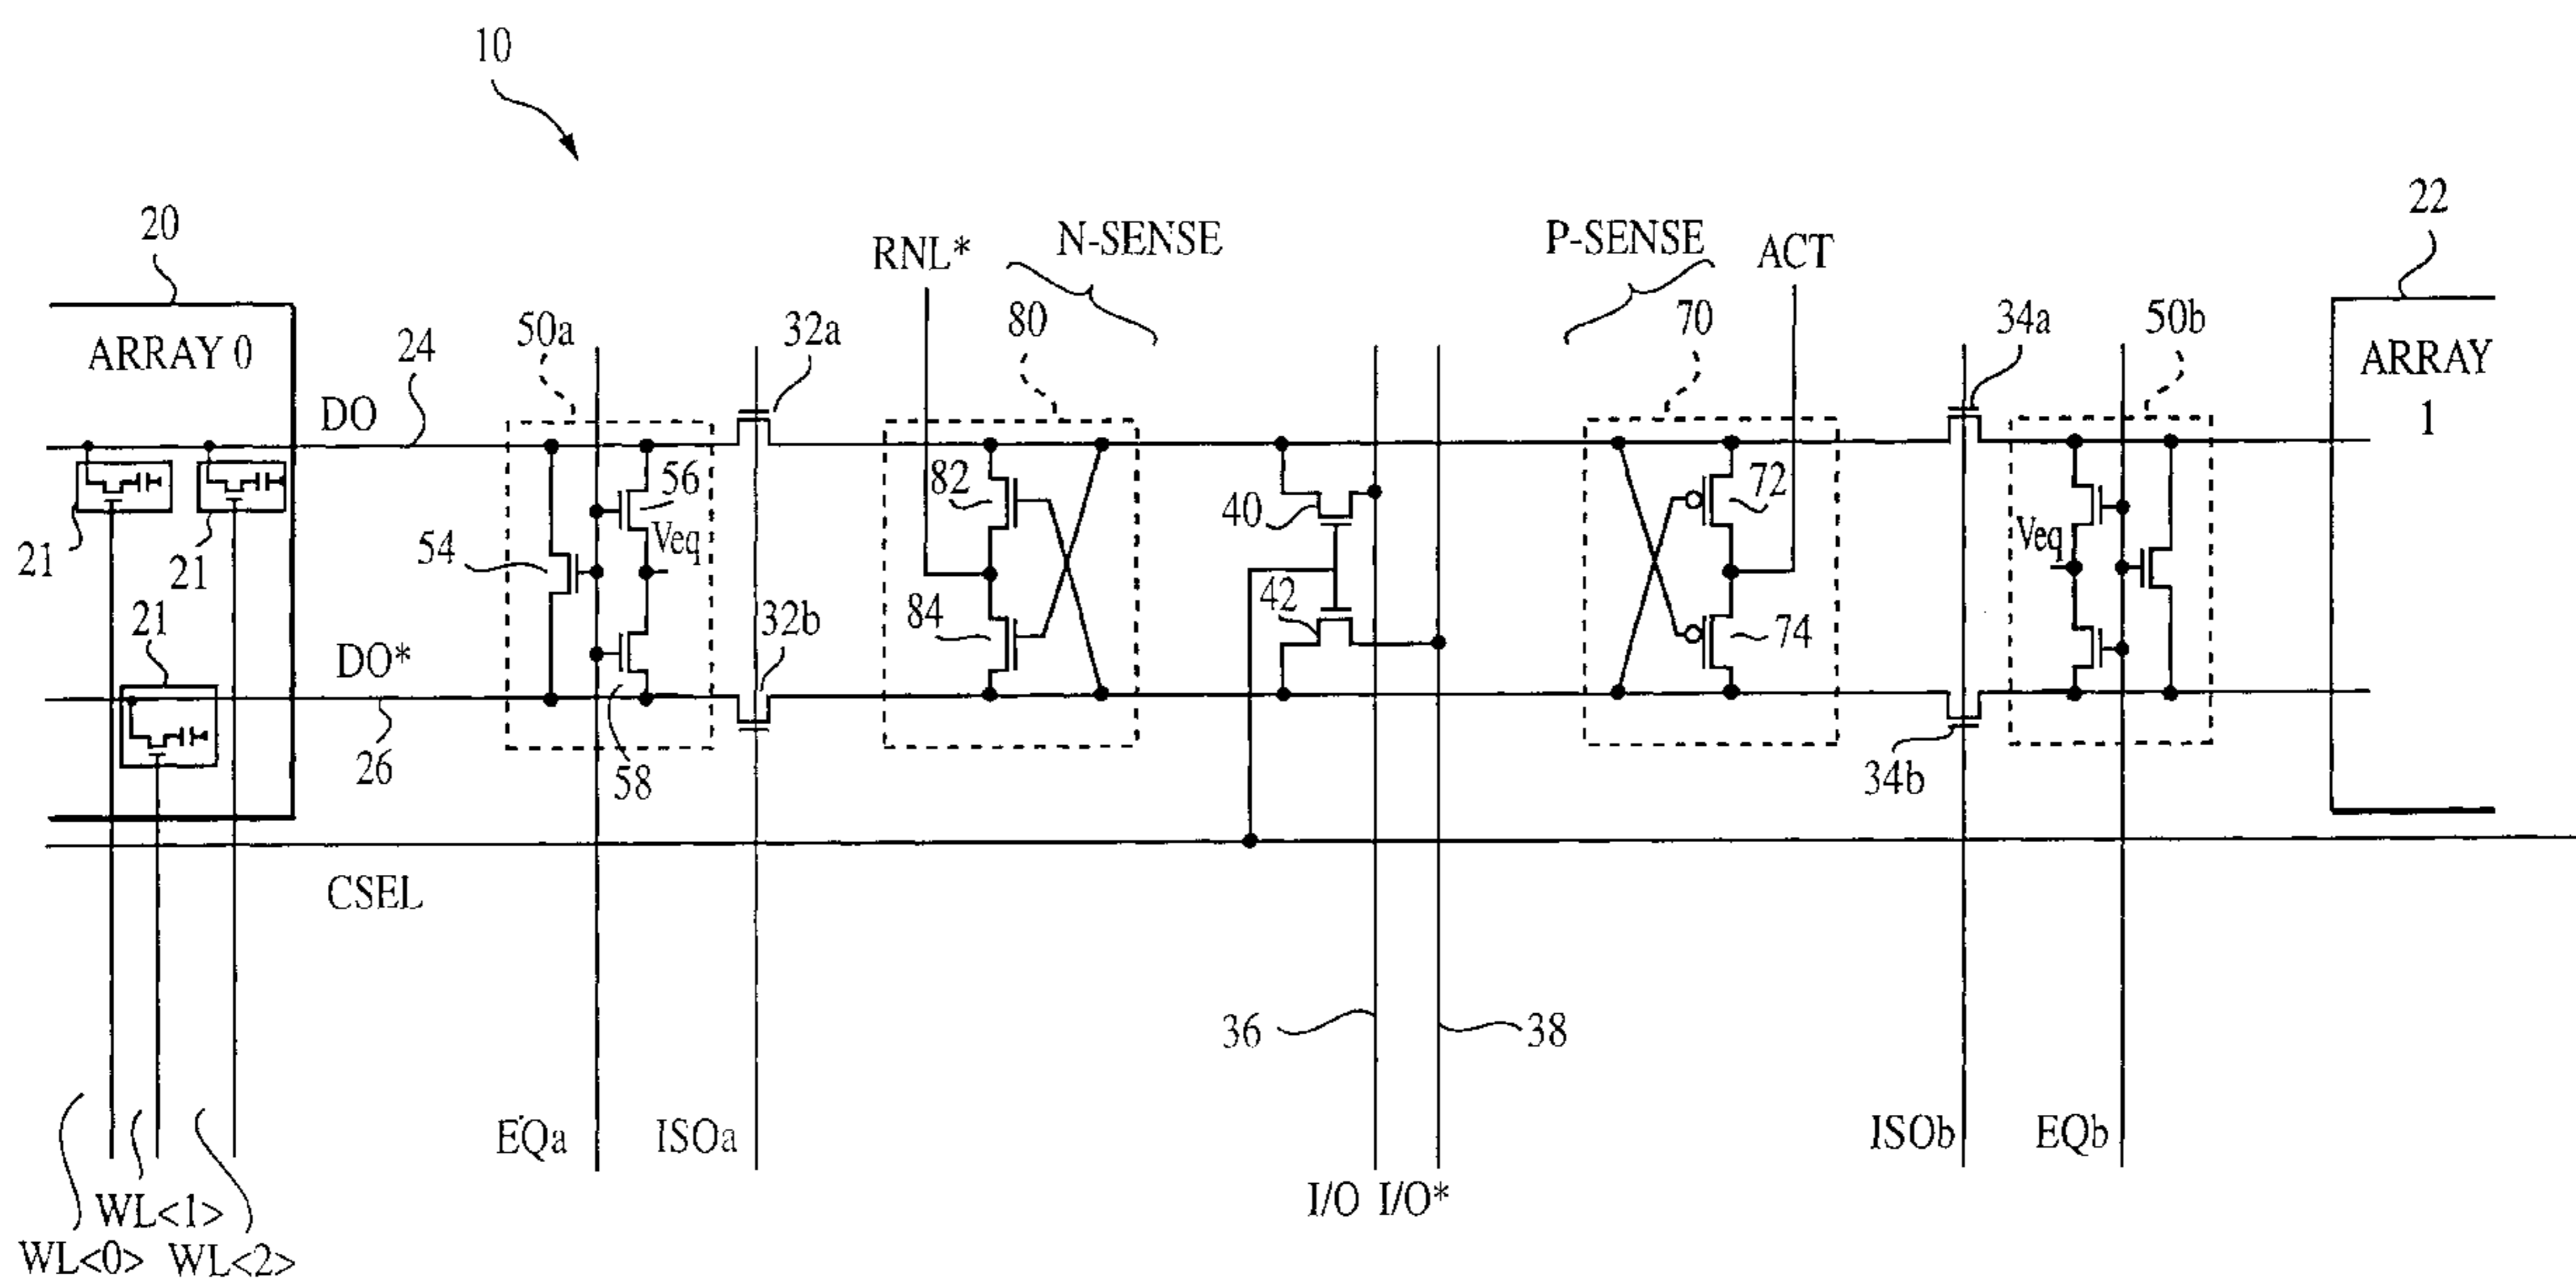 10
20
22
RNL*
N-SENSE
P-SENSE
ACT
50a
32a
80
70
34a
50b
ARRAY 0
24
ARRAY
1
DO
82
56
72
40
Veq
Veq
54
21
21
84
42
74
21
32b
DO*
26
58
34b
CSEL
36
38
EQa
ISOa
ISOb
EQb
I/O
I/O*
WL<1>
WL<0>
WL<2>